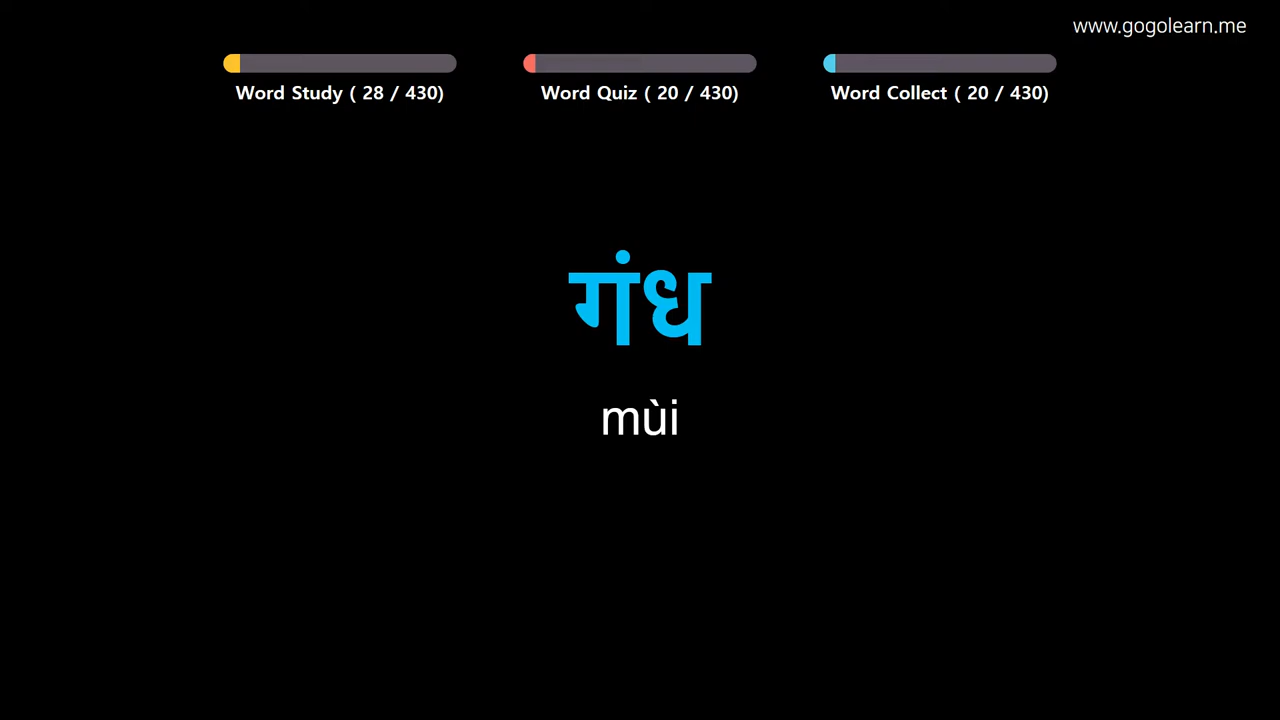 www.gogolearn.me
Word Study ( 28 / 430)
Word Quiz ( 20 / 430)
Word Collect ( 20 / 430)
गंध
mùi